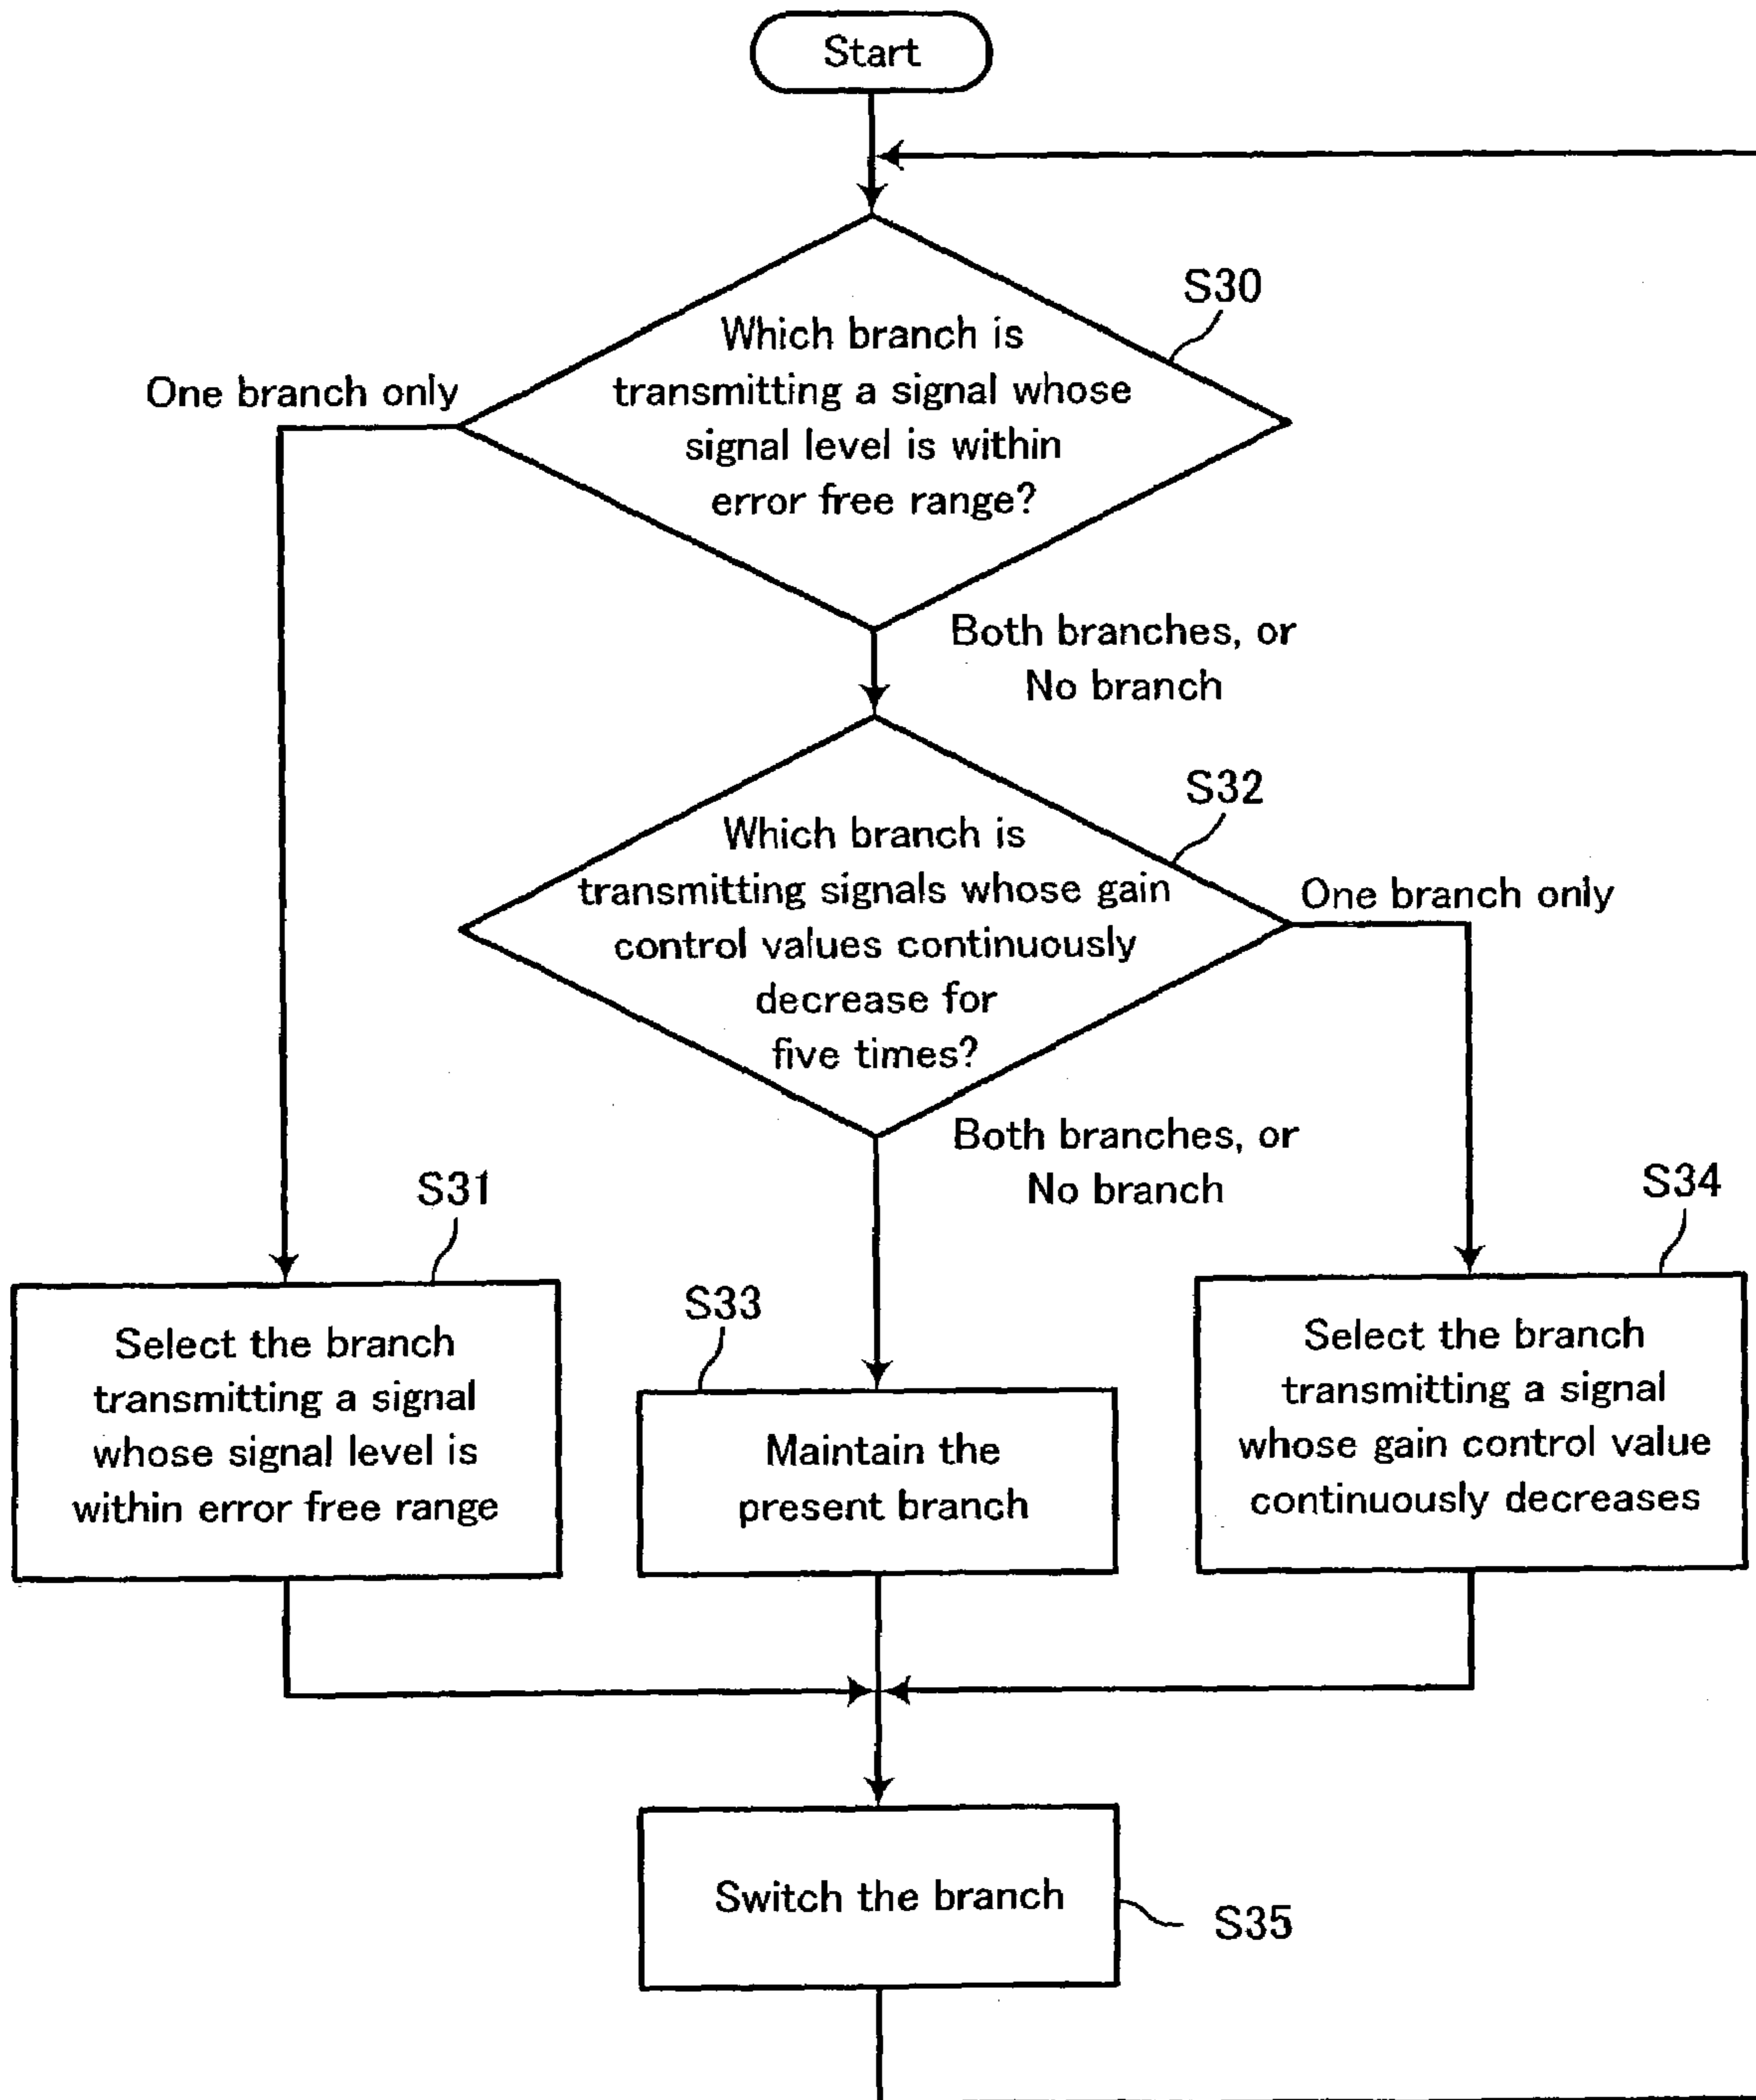 Start
S30
Which branch is
transmitting a signal whose
signal level is within
error free range?
One branch only
Both branches, or
No branch
S32
Which branch is
transmitting signals whose gain
control values continuously
decrease for
five times?
One branch only
Both branches, or
No branch
S31
Select the branch
transmitting a signal
whose signal level is
within error free range
S33
Maintain the
present branch
S34
Select the branch
transmitting a signal
whose gain control value
continuously decreases
Switch the branch
S35